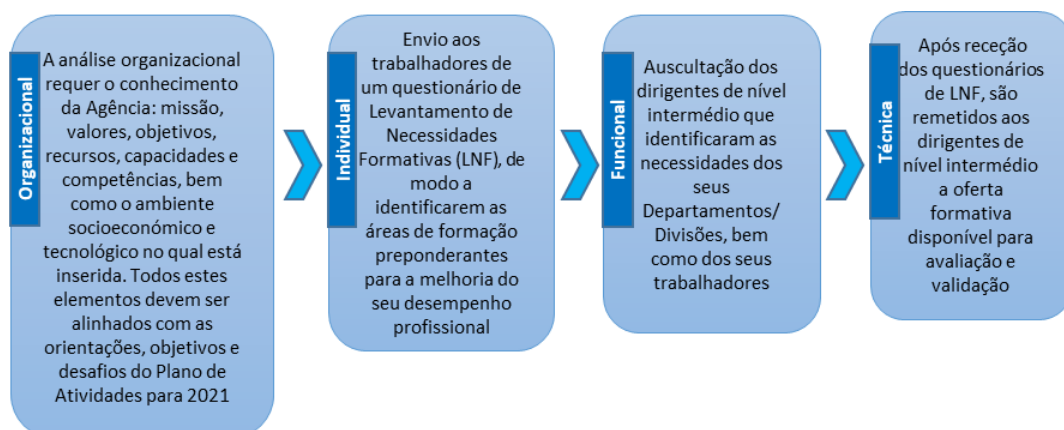 Organizacional
A análise organizacional
requer o conhecimento
da Agência: missão,
valores, objetivos,
recursos, capacidades e
competências, bem
como o ambiente
socioeconómico e
tecnológico no qual está
inserida. Todos estes
elementos devem ser
alinhados com as
orientações, objetivos e
desafios do Plano de
Atividades para 2021
Individual
Envio aos
trabalhadores de
um questionário de
Levantamento de
Necessidades
Formativas (LNF), de
modo a
identificarem as
áreas de formação
preponderantes
para a melhoria do
seu desempenho
profissional
Funcional
Auscultação dos
dirigentes de nível
intermédio que
identificaram as
necessidades dos
seus
Departamentos/
Divisões, bem
como dos seus
trabalhadores
Técnica
Após receção
dos questionários
de LNF, são
remetidos aos
dirigentes de
nível intermédio
a oferta
formativa
disponível para
avaliação e
validação